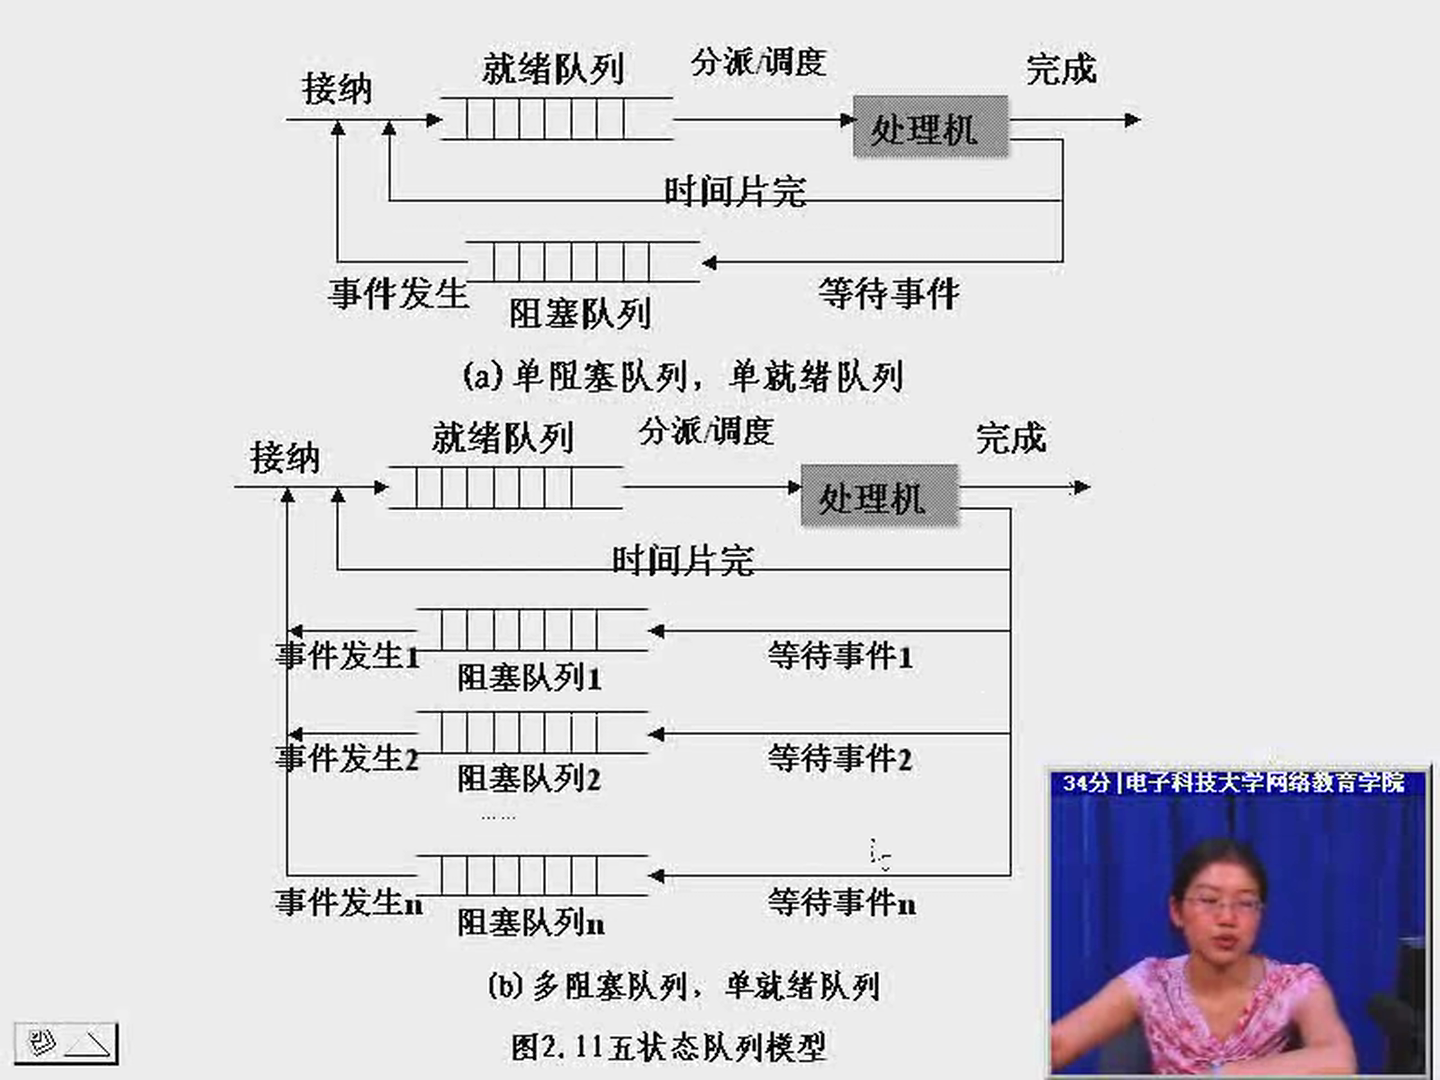 接纳
就绪队列
分派/调度
完成
处理机
时间片完
事件发生
阻塞队列
等待事件
(a)单阻塞队列，单就绪队列
接纳
就绪队列
分派/调度
完成
处理机
时间片完
事件发生1
阻塞队列1
等待事件1
事件发生2
阻塞队列2
等待事件2
……
事件发生n
阻塞队列n
等待事件n
(b)多阻塞队列，单就绪队列
图2.11五状态队列模型
34分|电子科技大学网络教育学院